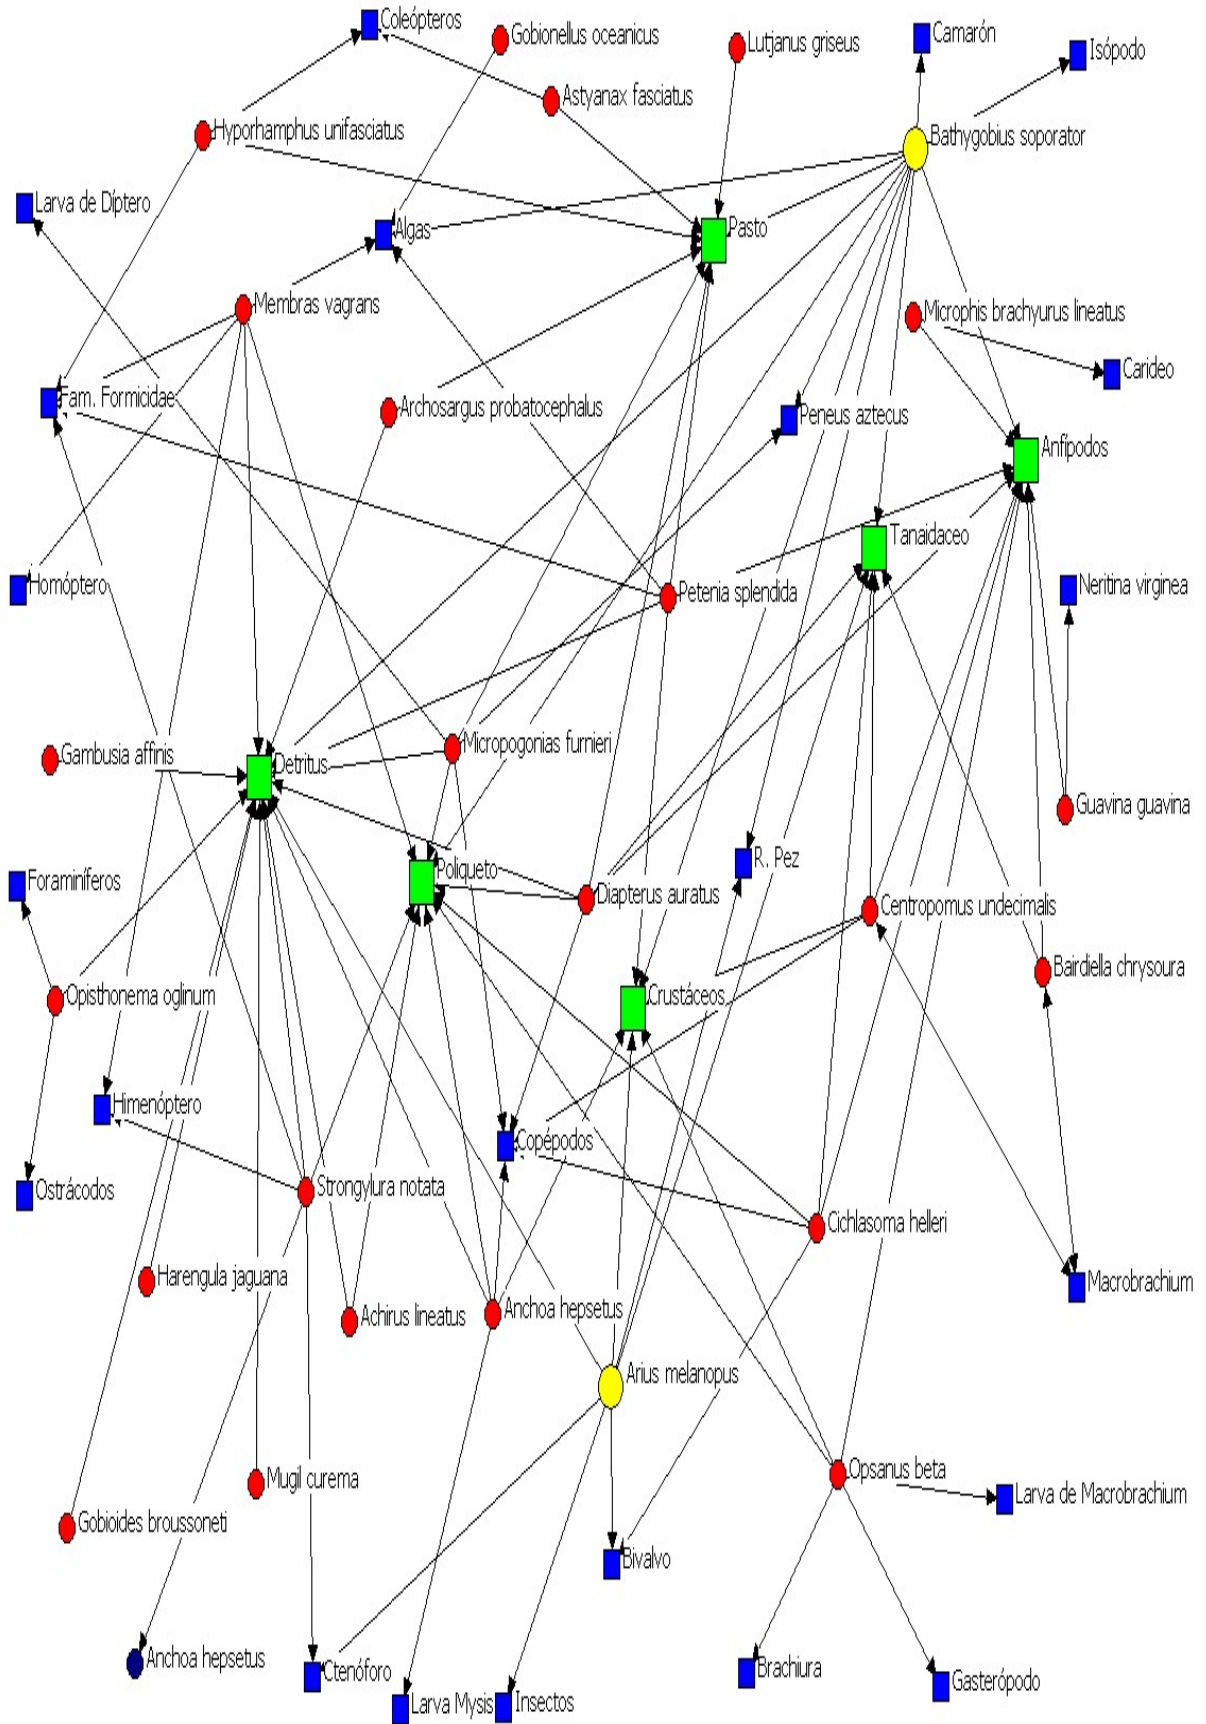 Coleópteros
Gobionellus oceanicus
Lutjanus griseus
Camarón
Isópodo
Astyanax fasciatus
Hyporhamphus unifasciatus
Bathygobius soporator
Larva de Díptero
Algas
Pasto
Membras vagrans
Microphis brachyurus lineatus
Carideo
Fam. Formicidae
Archosargus probatocephalus
Peneus aztecus
Anfípodos
Tanaidaceo
Homóptero
Petenia splendida
Neritina virginea
Gambusia affinis
Detritus
Micropogonias furnieri
Guavina guavina
Foraminíferos
Poliqueto
R. Pez
Diapterus auratus
Centropomus undecimalis
Bairdiella chrysoura
Opisthonema oglinum
Crustáceos
Himenóptero
Copépodos
Ostrácodos
Strongylura notata
Cichlasoma helleri
Harengula jaguana
Macrobrachium
Achirus lineatus
Anchoa hepsetus
Arius melanopus
Mugil curema
Opsanus beta
Larva de Macrobrachium
Gobioides broussoneti
Bivalvo
Anchoa hepsetus
Ctenóforo
Brachiura
Gasterópodo
Larva Mysis
Insectos